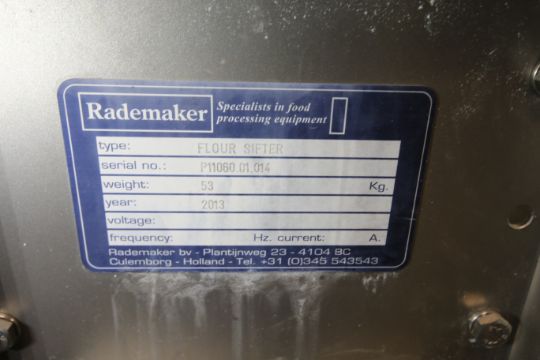 Rademaker
Specialists in food
processing equipment
type: FLOUR SIFTER
serial no.: P11060.01.014
weight: 53 Kg.
year: 2013
voltage:
frequency: Hz. current: A.
Rademaker bv - Plantijnweg 23 - 4104 BC
Culemborg - Holland - Tel. +31 (0)345 543543